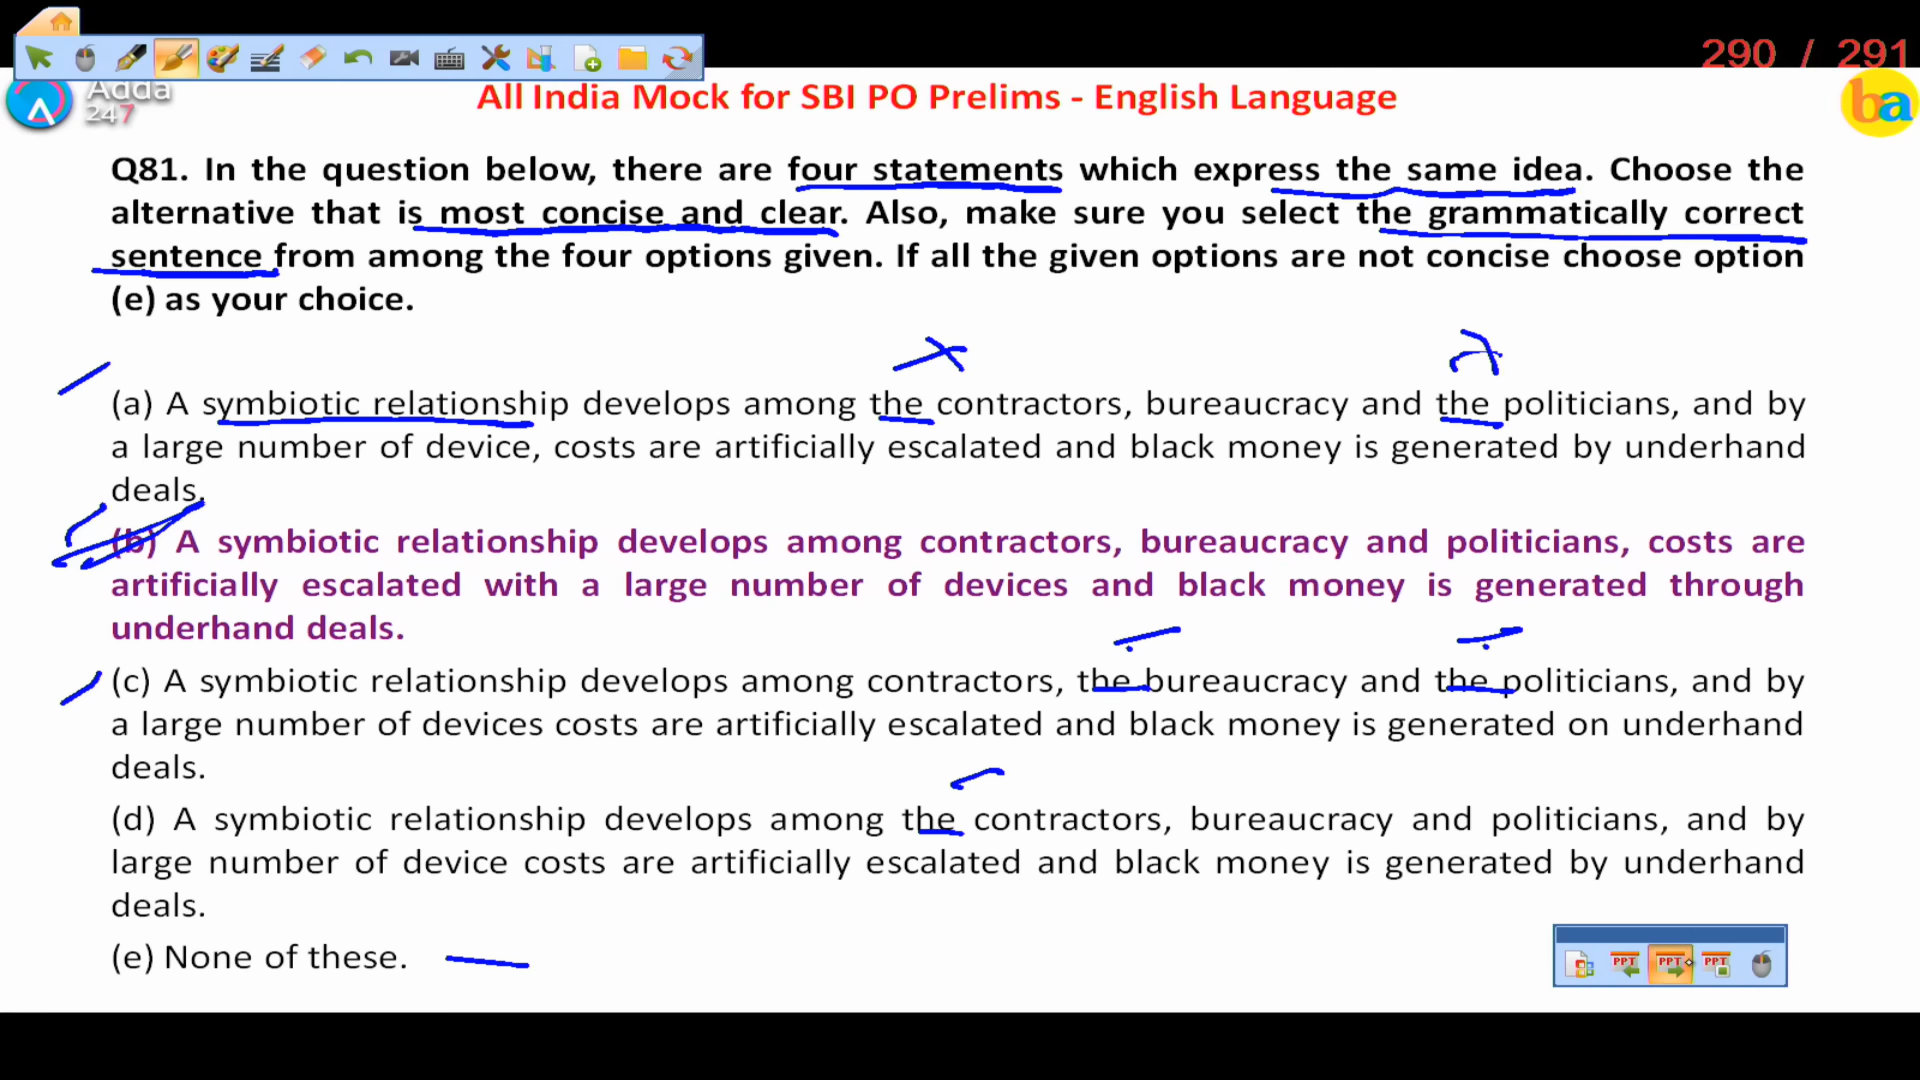 290 / 291
Adda
247
All India Mock for SBI PO Prelims - English Language
ba
Q81. In the question below, there are four statements which express the same idea. Choose the
alternative that is most concise and clear. Also, make sure you select the grammatically correct
sentence from among the four options given. If all the given options are not concise choose option
(e) as your choice.
(a) A symbiotic relationship develops among the contractors, bureaucracy and the politicians, and by
a large number of device, costs are artificially escalated and black money is generated by underhand
deals.
(b) A symbiotic relationship develops among contractors, bureaucracy and politicians, costs are
artificially escalated with a large number of devices and black money is generated through
underhand deals.
(c) A symbiotic relationship develops among contractors, the bureaucracy and the politicians, and by
a large number of devices costs are artificially escalated and black money is generated on underhand
deals.
(d) A symbiotic relationship develops among the contractors, bureaucracy and politicians, and by
large number of device costs are artificially escalated and black money is generated by underhand
deals.
(e) None of these.
PPT PPT PPT